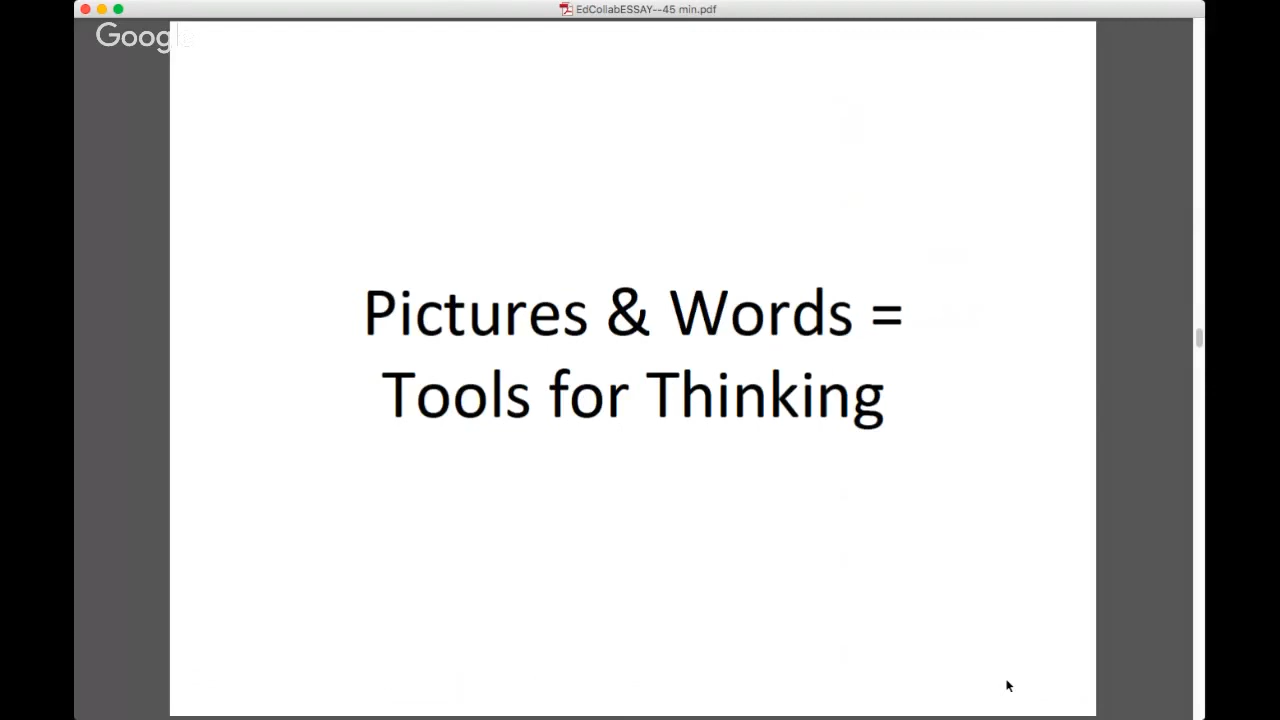 EdCollabESSAY--45 min.pdf
Google
Pictures & Words =
Tools for Thinking